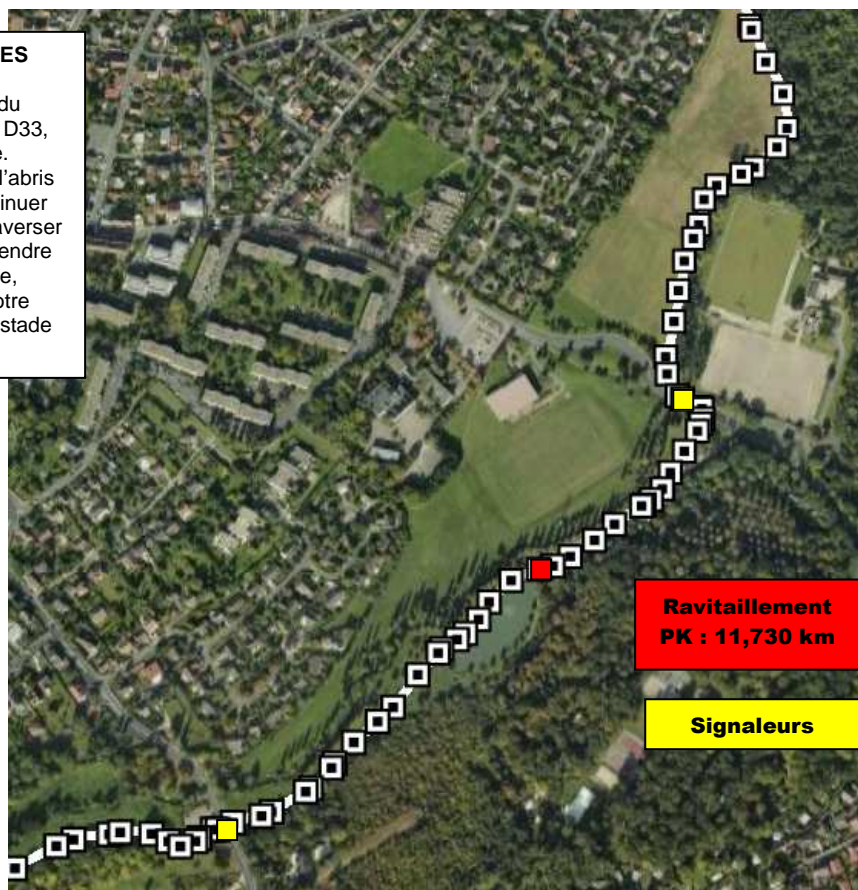 ES
du
D33,
e.
l'abris
inuer
averser
endre
e,
otre
stade
Ravitaillement
PK : 11,730 km
Signaleurs